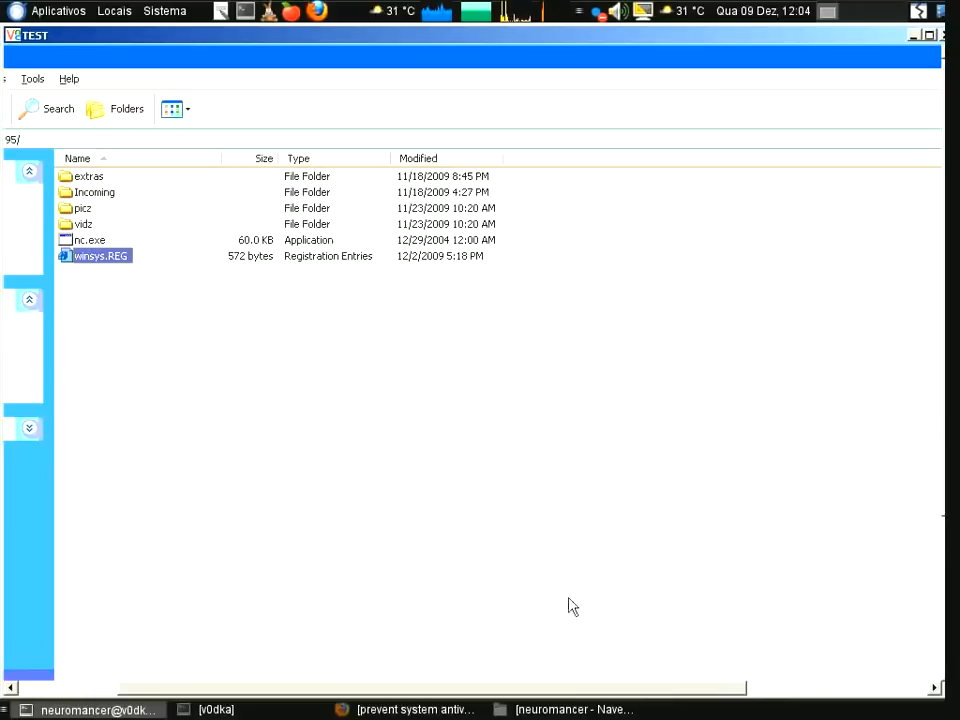 Aplicativos Locais Sistema 31 °C 31 °C Qua 09 Dez, 12:04
TEST
Tools Help
Search Folders
95/
Name Size Type Modified
extras File Folder 11/18/2009 8:45 PM
Incoming File Folder 11/18/2009 4:27 PM
picz File Folder 11/23/2009 10:20 AM
vidz File Folder 11/23/2009 10:20 AM
nc.exe 60.0 KB Application 12/29/2004 12:00 AM
winsys.REG 572 bytes Registration Entries 12/2/2009 5:18 PM
neuromancer@v0dk... [v0dka] [prevent system antiv... [neuromancer - Nave...